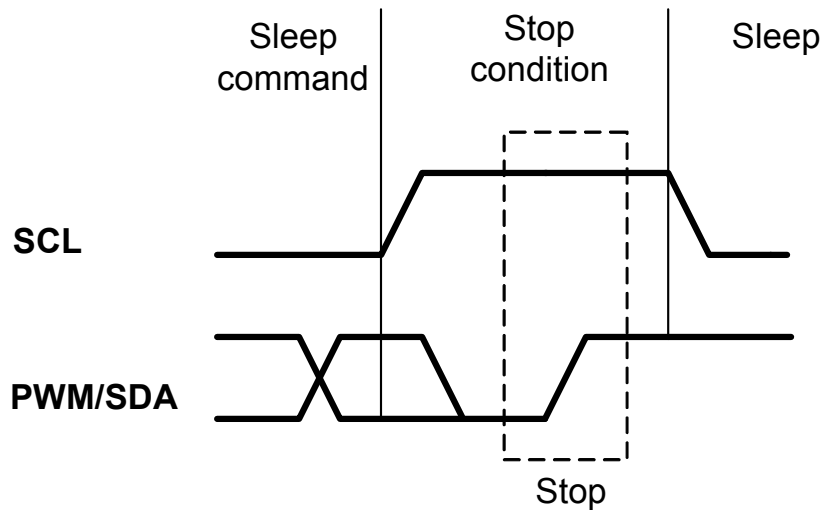 Sleep
command
Stop
condition
Sleep
SCL
PWM/SDA
Stop